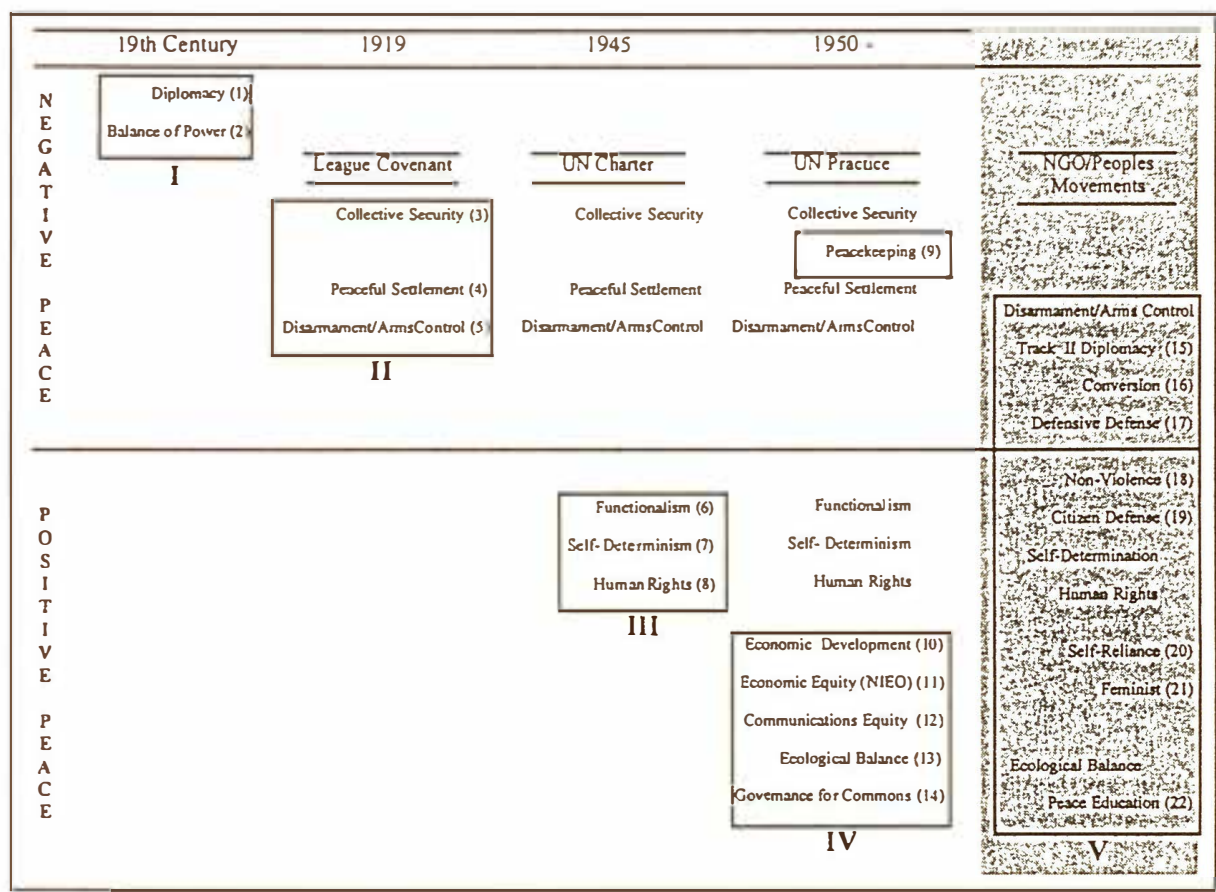 19th Century
1919
1945
1950 -
NEGATIVE PEACE
Diplomacy (1)
Balance of Power (2)
I
League Covenant
Collective Security (3)
Peaceful Settlement (4)
Disarmament/ArmsControl (5)
II
UN Charter
Collective Security
Peaceful Settlement
Disarmament/ArmsControl
UN Practice
Collective Security
Peacekeeping (9)
Peaceful Settlement
Disarmament/ArmsControl
NGO/Peoples
Movements
Disarmament/Arms Control
Track II Diplomacy (15)
Conversion (16)
Defensive Defense (17)
POSITIVE PEACE
Functionalism (6)
Self- Determinism (7)
Human Rights (8)
III
Functionalism
Self- Determinism
Human Rights
Economic Development (10)
Economic Equity (NIEO) (11)
Communications Equity (12)
Ecological Balance (13)
Governance for Commons (14)
IV
Non-Violence (18)
Citizen Defense (19)
Self-Determination
Human Rights
Self-Reliance (20)
Feminist (21)
Ecological Balance
Peace Education (22)
V